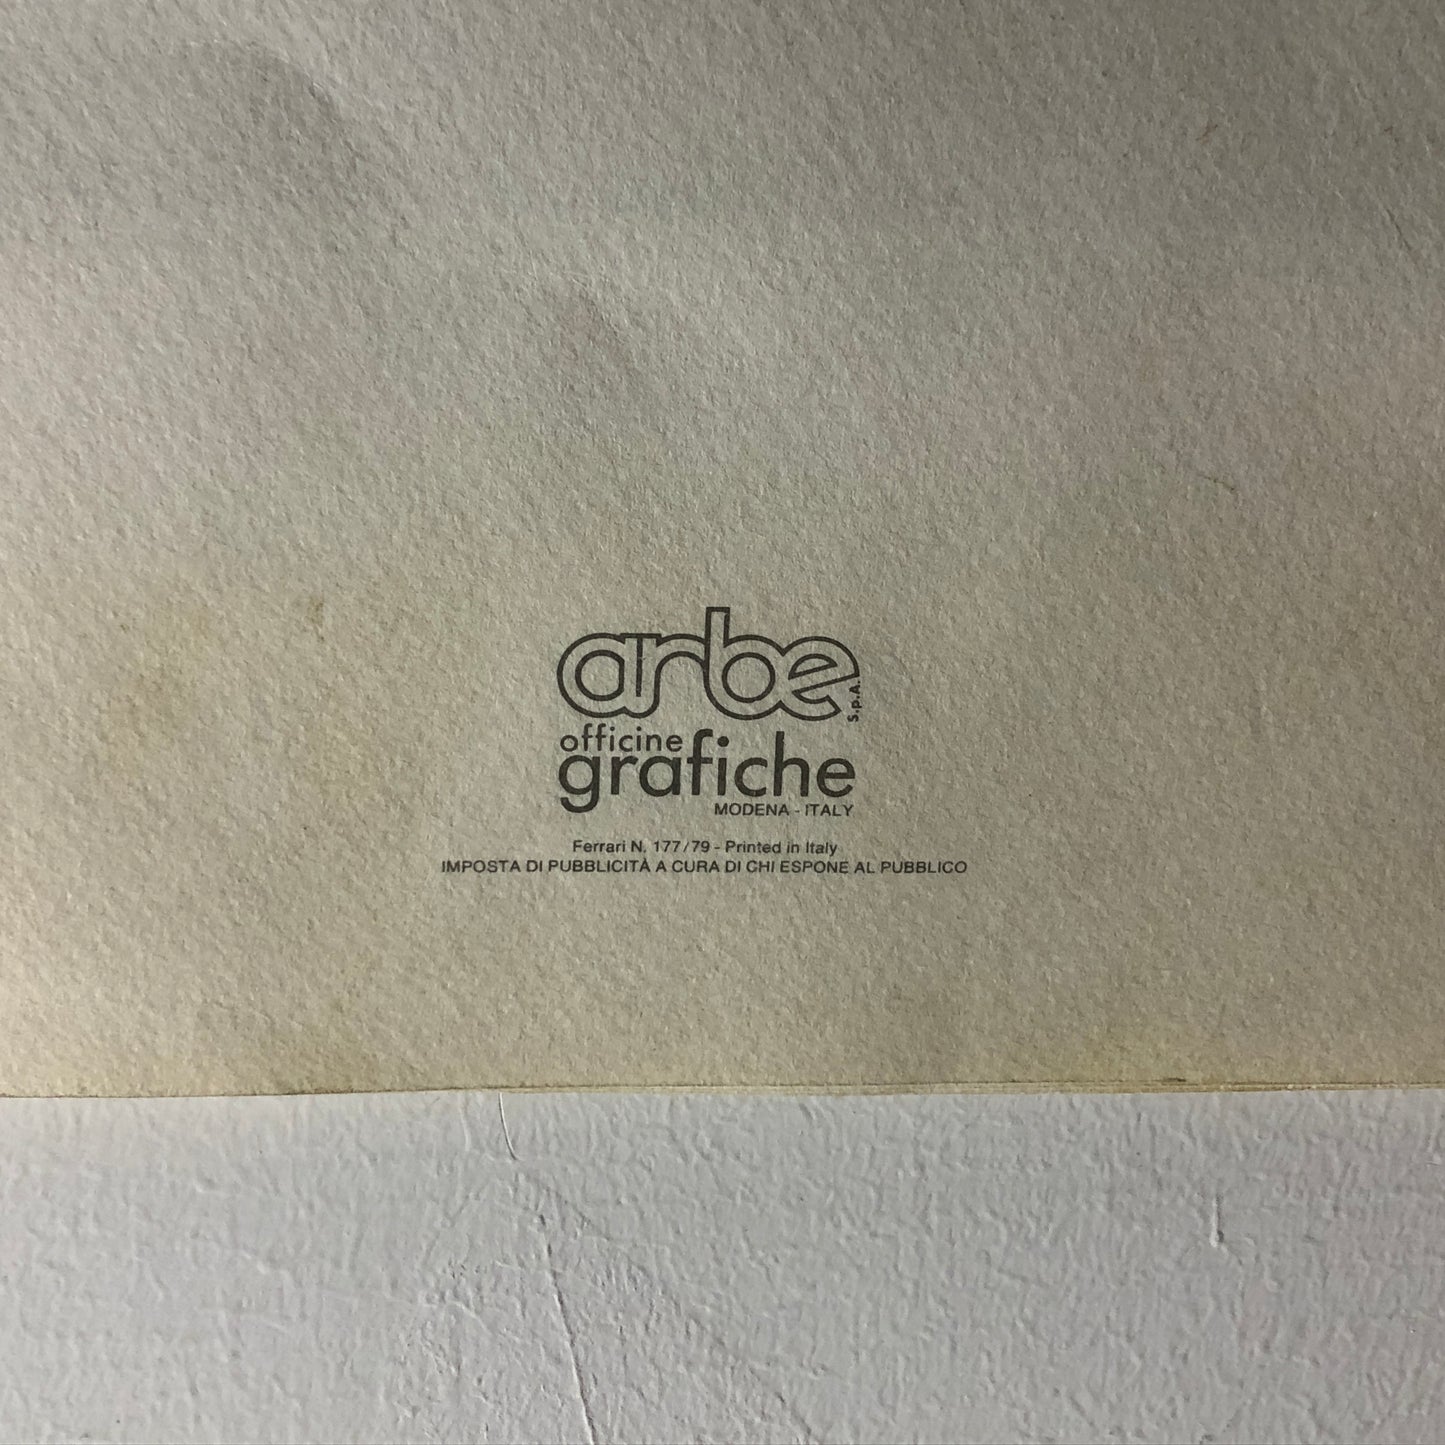 arbe S.p.A.
officine
grafiche
MODENA - ITALY
Ferrari N. 177/79 - Printed in Italy
IMPOSTA DI PUBBLICITÀ A CURA DI CHI ESPONE AL PUBBLICO